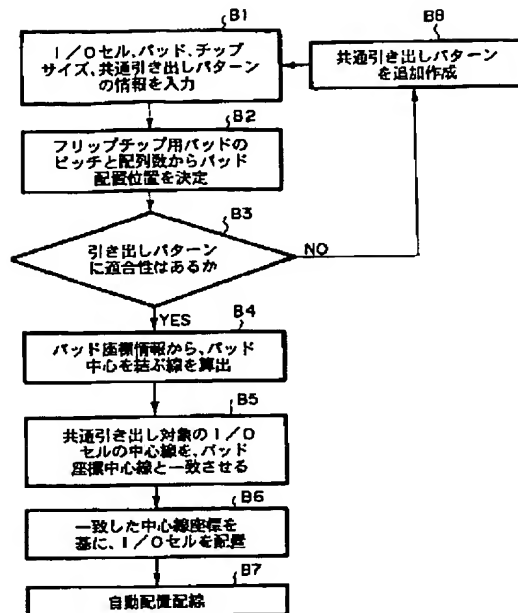 B1
I/Oセル、パッド、チップ
サイズ、共通引き出しパターン
の情報を入力
B8
共通引き出しパターン
を追加作成
B2
フリップチップ用パッドの
ピッチと配列数からパッド
配置位置を決定
B3
引き出しパターン
に適合性はあるか
NO
YES
B4
パッド座標情報から、パッド
中心を結ぶ線を算出
B5
共通引き出し対象のI/O
セルの中心線を、パッド
座標中心線と一致させる
B6
一致した中心線座標を
基に、I/Oセルを配置
B7
自動配置配線